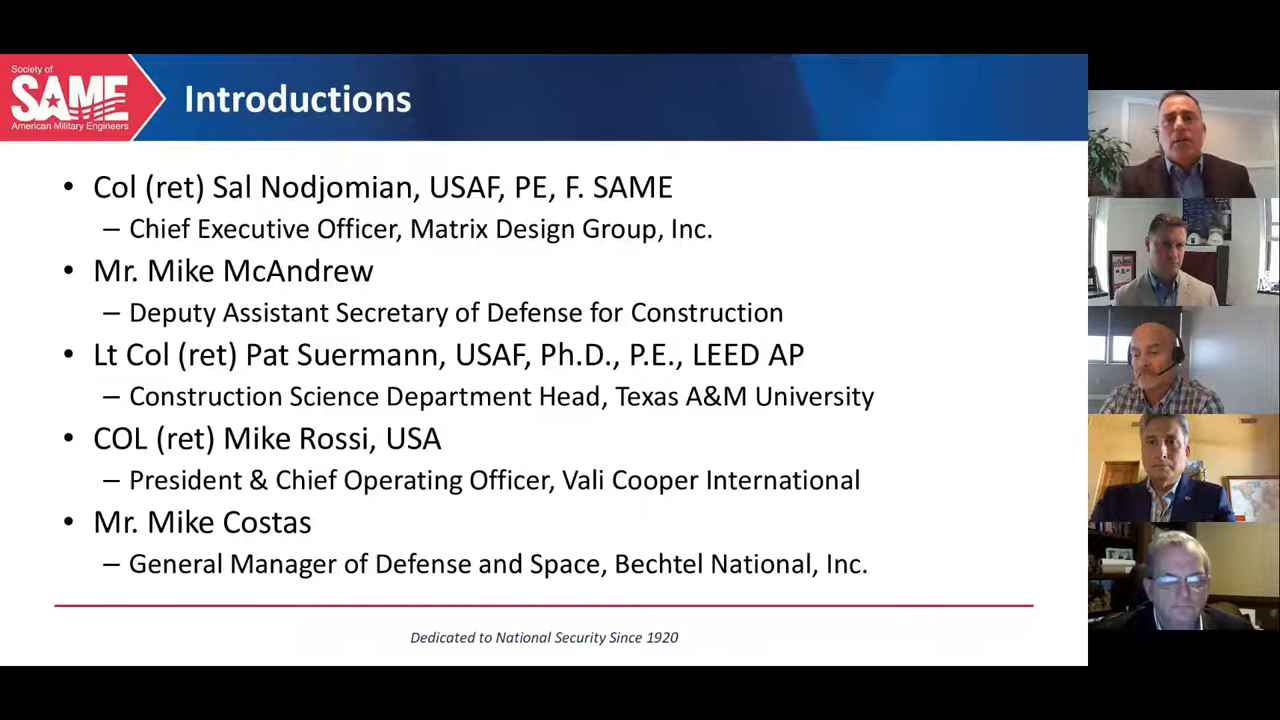 Society of
SAME
American Military Engineers
Introductions
• Col (ret) Sal Nodjomian, USAF, PE, F. SAME
– Chief Executive Officer, Matrix Design Group, Inc.
• Mr. Mike McAndrew
– Deputy Assistant Secretary of Defense for Construction
• Lt Col (ret) Pat Suermann, USAF, Ph.D., P.E., LEED AP
– Construction Science Department Head, Texas A&M University
• COL (ret) Mike Rossi, USA
– President & Chief Operating Officer, Vali Cooper International
• Mr. Mike Costas
– General Manager of Defense and Space, Bechtel National, Inc.
Dedicated to National Security Since 1920